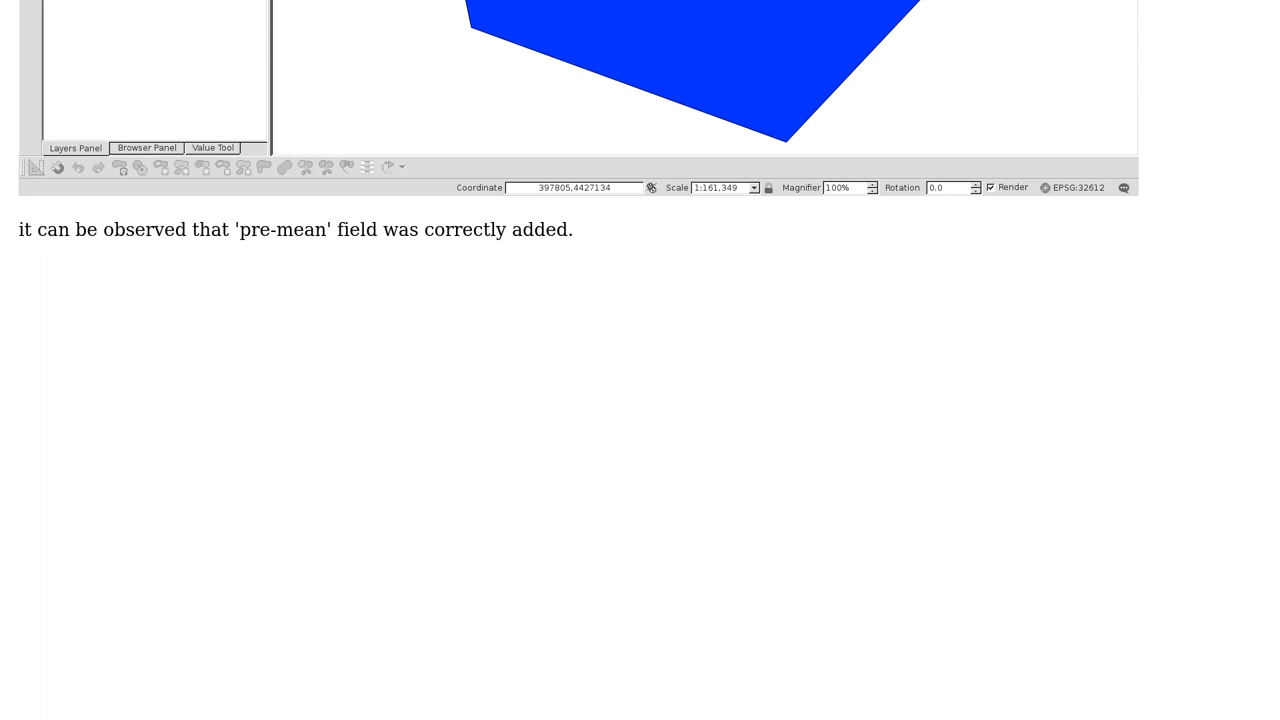 Layers Panel Browser Panel Value Tool
Coordinate 397805,4427134 Scale 1:161,349 Magnifier 100% Rotation 0.0 Render EPSG:32612
it can be observed that 'pre-mean' field was correctly added.